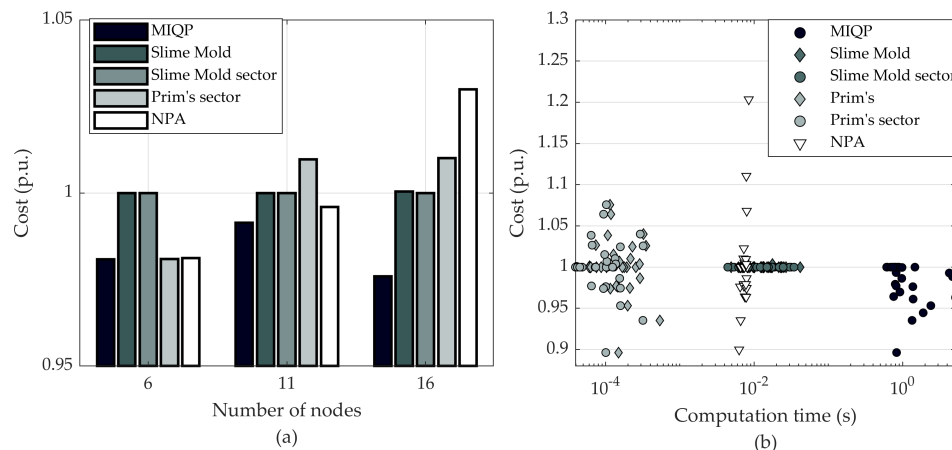 1.05
1
0.95
Cost (p.u.)
MIQP
Slime Mold
Slime Mold sector
Prim's sector
NPA
6
11
16
Number of nodes
(a)
1.3
1.25
1.2
1.15
1.1
1.05
1
0.95
0.9
Cost (p.u.)
MIQP
Slime Mold
Slime Mold sector
Prim's
Prim's sector
NPA
10⁻⁴
10⁻²
10⁰
Computation time (s)
(b)